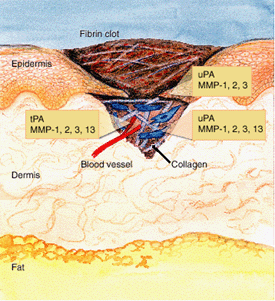 Fibrin clot
Epidermis
uPA
MMP-1, 2, 3
tPA
MMP-1, 2, 3, 13
uPA
MMP-1, 2, 3, 13
Blood vessel
Collagen
Dermis
Fat